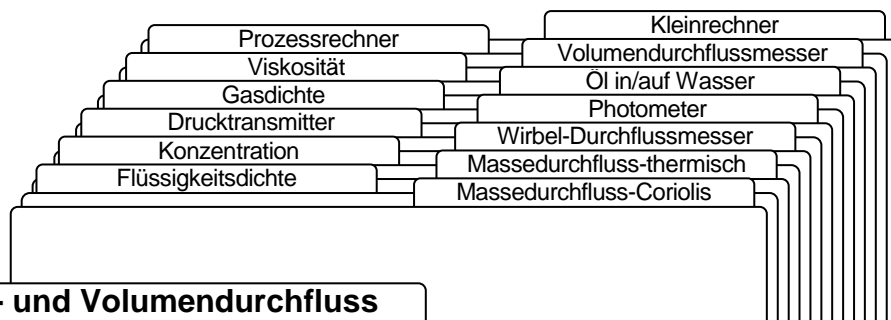 Kleinrechner
Prozessrechner
Volumendurchflussmesser
Viskosität
Öl in/auf Wasser
Gasdichte
Photometer
Drucktransmitter
Wirbel-Durchflussmesser
Konzentration
Massedurchfluss-thermisch
Flüssigkeitsdichte
Massedurchfluss-Coriolis
- und Volumendurchfluss